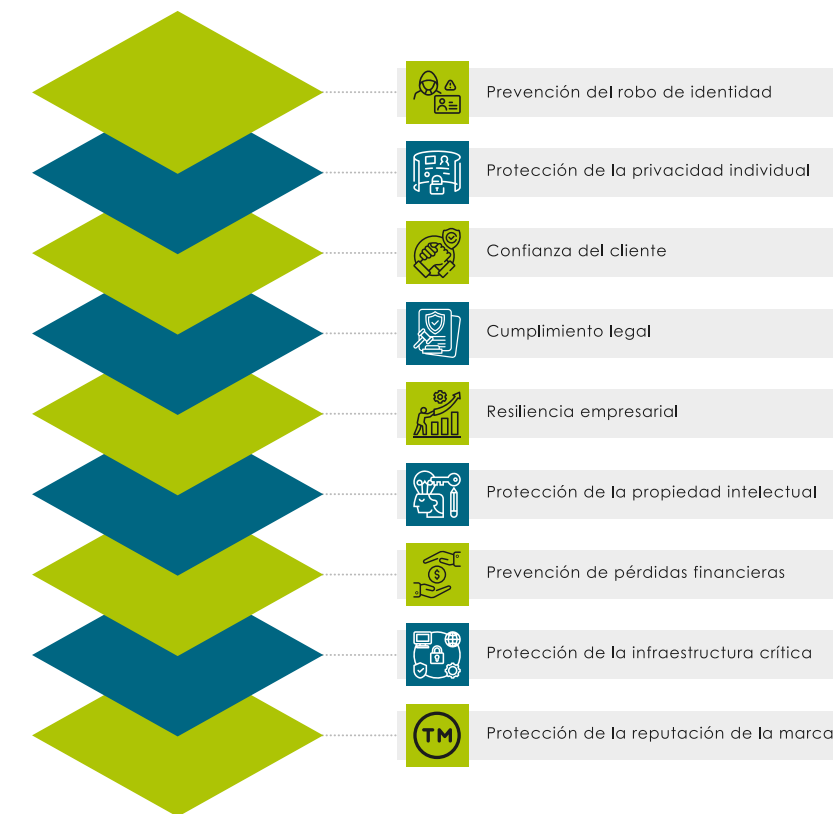 Prevención del robo de identidad
Protección de la privacidad individual
Confianza del cliente
Cumplimiento legal
Resiliencia empresarial
Protección de la propiedad intelectual
$
Prevención de pérdidas financieras
Protección de la infraestructura crítica
TM
Protección de la reputación de la marca